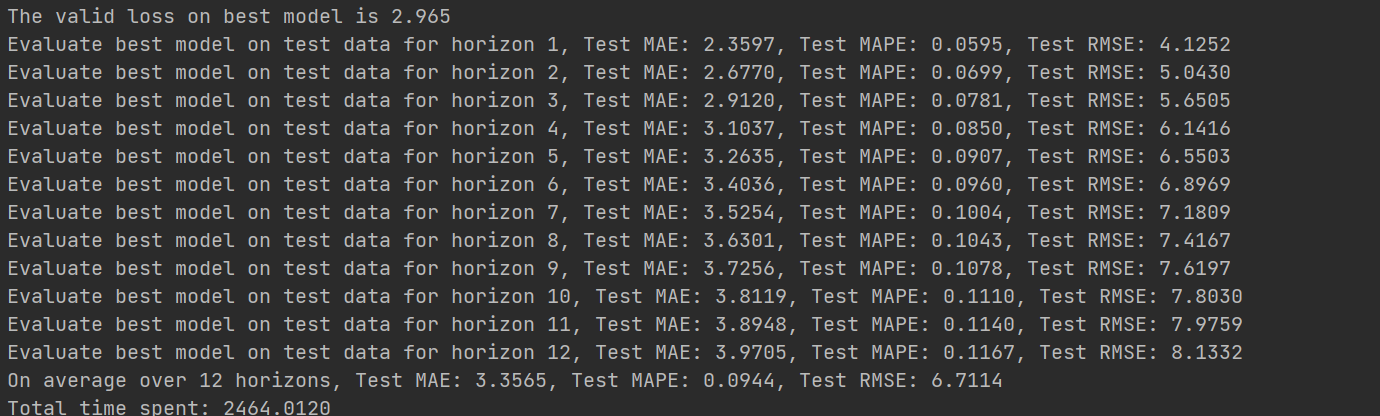 The valid loss on best model is 2.965
Evaluate best model on test data for horizon 1, Test MAE: 2.3597, Test MAPE: 0.0595, Test RMSE: 4.1252
Evaluate best model on test data for horizon 2, Test MAE: 2.6770, Test MAPE: 0.0699, Test RMSE: 5.0430
Evaluate best model on test data for horizon 3, Test MAE: 2.9120, Test MAPE: 0.0781, Test RMSE: 5.6505
Evaluate best model on test data for horizon 4, Test MAE: 3.1037, Test MAPE: 0.0850, Test RMSE: 6.1416
Evaluate best model on test data for horizon 5, Test MAE: 3.2635, Test MAPE: 0.0907, Test RMSE: 6.5503
Evaluate best model on test data for horizon 6, Test MAE: 3.4036, Test MAPE: 0.0960, Test RMSE: 6.8969
Evaluate best model on test data for horizon 7, Test MAE: 3.5254, Test MAPE: 0.1004, Test RMSE: 7.1809
Evaluate best model on test data for horizon 8, Test MAE: 3.6301, Test MAPE: 0.1043, Test RMSE: 7.4167
Evaluate best model on test data for horizon 9, Test MAE: 3.7256, Test MAPE: 0.1078, Test RMSE: 7.6197
Evaluate best model on test data for horizon 10, Test MAE: 3.8119, Test MAPE: 0.1110, Test RMSE: 7.8030
Evaluate best model on test data for horizon 11, Test MAE: 3.8948, Test MAPE: 0.1140, Test RMSE: 7.9759
Evaluate best model on test data for horizon 12, Test MAE: 3.9705, Test MAPE: 0.1167, Test RMSE: 8.1332
On average over 12 horizons, Test MAE: 3.3565, Test MAPE: 0.0944, Test RMSE: 6.7114
Total time spent: 2464.0120